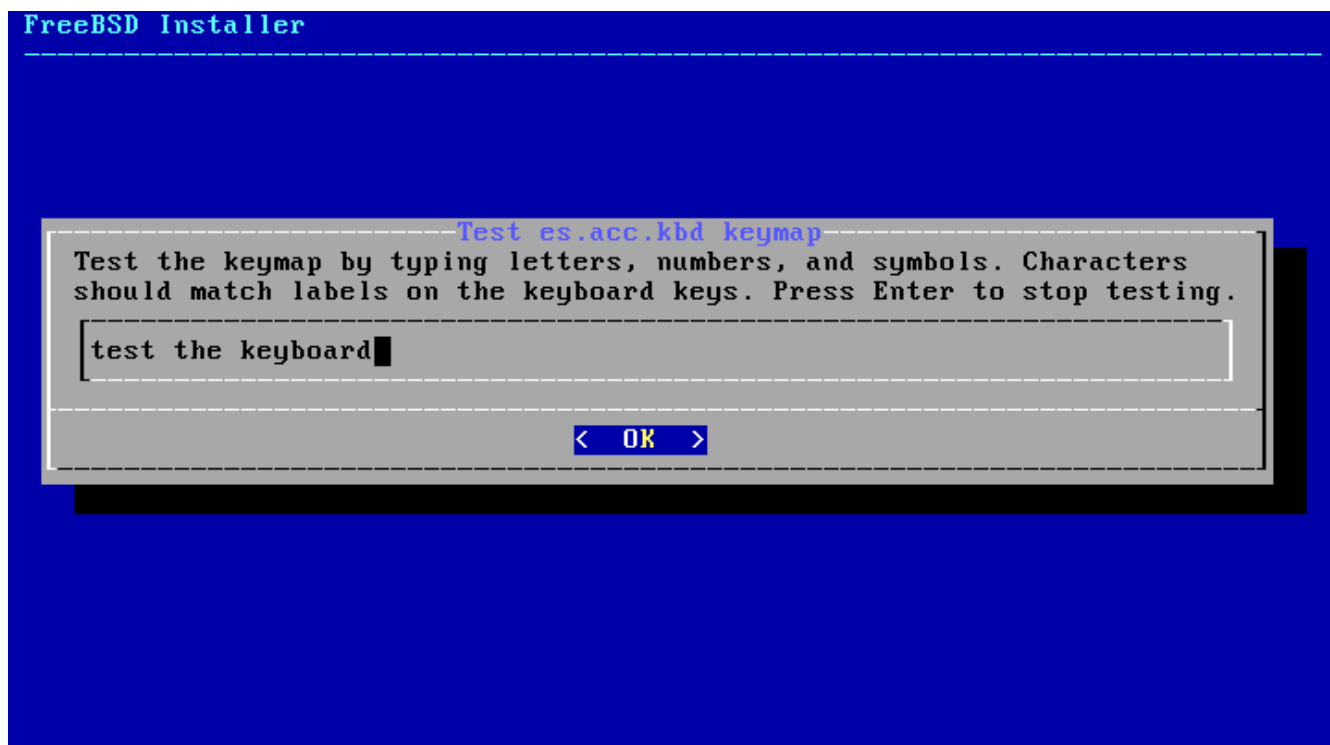 FreeBSD Installer
Test es.acc.kbd keymap
Test the keymap by typing letters, numbers, and symbols. Characters
should match labels on the keyboard keys. Press Enter to stop testing.
test the keyboard
< OK >